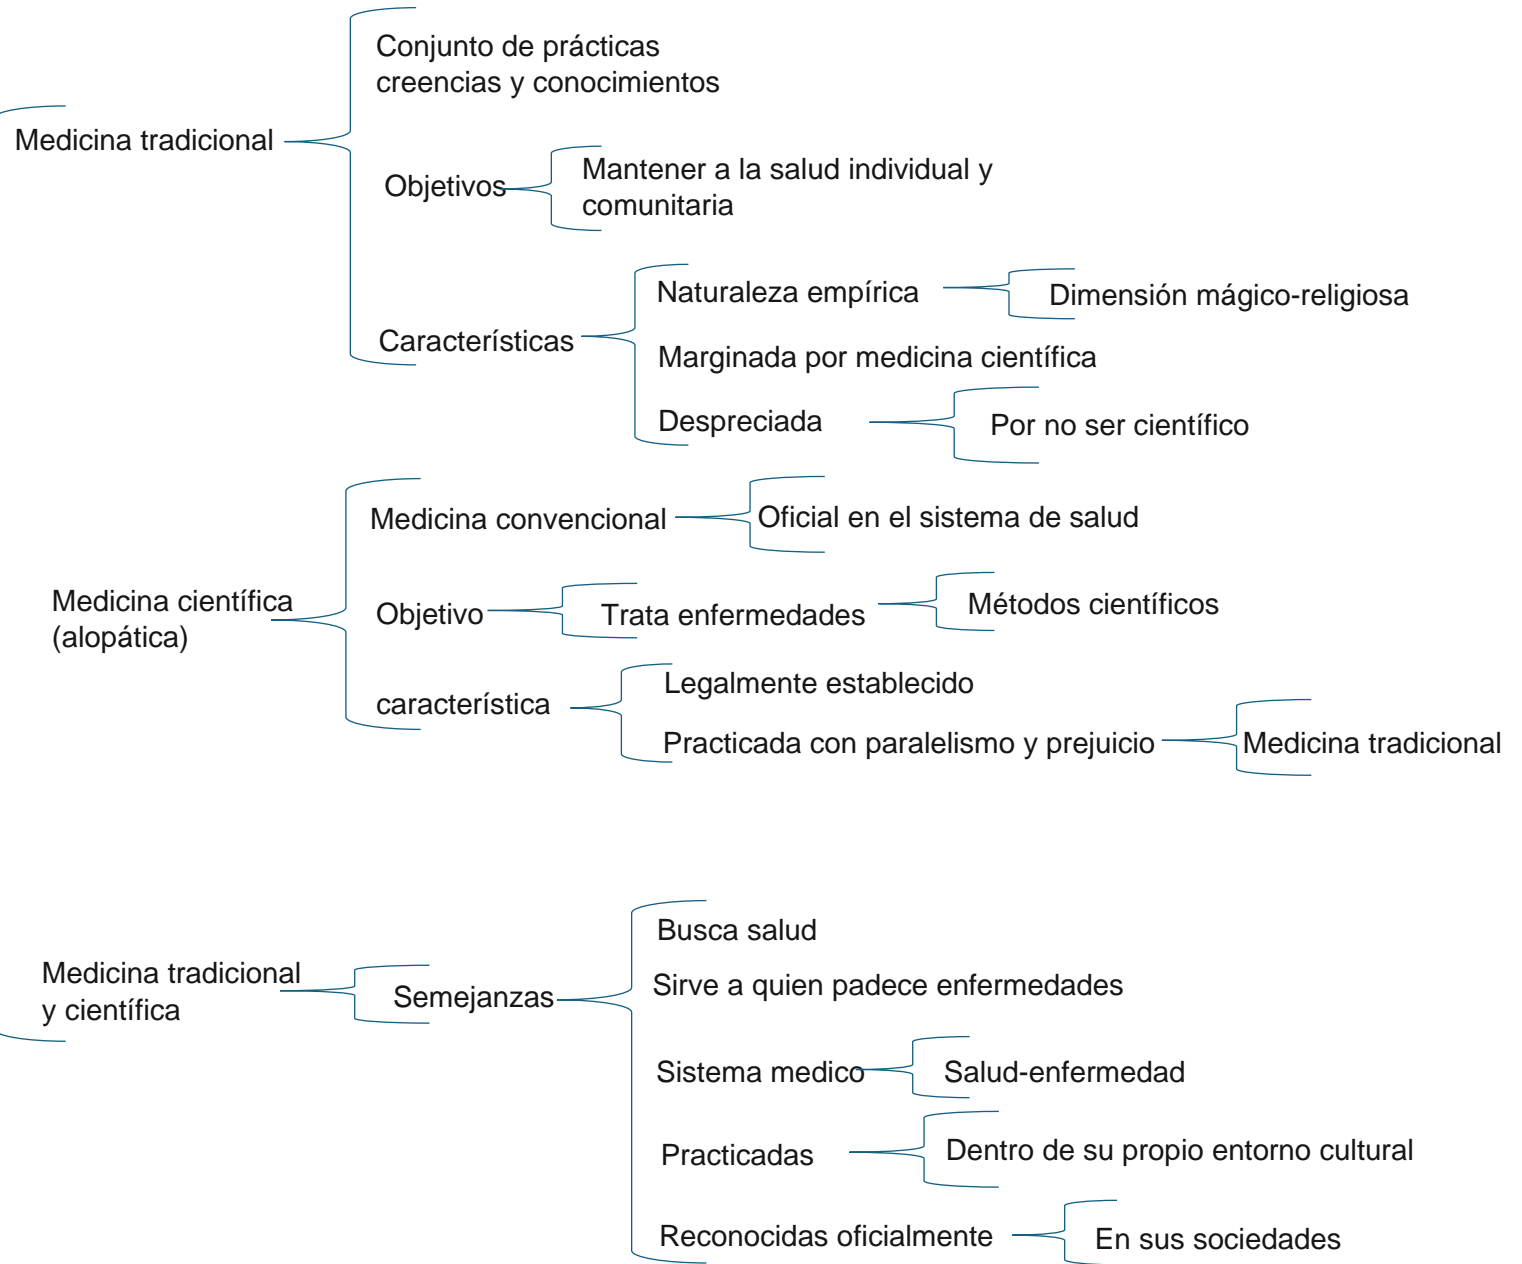 Conjunto de prácticas
creencias y conocimientos
Medicina tradicional
Objetivos
Mantener a la salud individual y
comunitaria
Características
Naturaleza empírica
Dimensión mágico-religiosa
Marginada por medicina científica
Despreciada
Por no ser científico
Medicina científica
(alopática)
Medicina convencional
Oficial en el sistema de salud
Objetivo
Trata enfermedades
Métodos científicos
característica
Legalmente establecido
Practicada con paralelismo y prejuicio
Medicina tradicional
Medicina tradicional
y científica
Semejanzas
Busca salud
Sirve a quien padece enfermedades
Sistema medico
Salud-enfermedad
Practicadas
Dentro de su propio entorno cultural
Reconocidas oficialmente
En sus sociedades